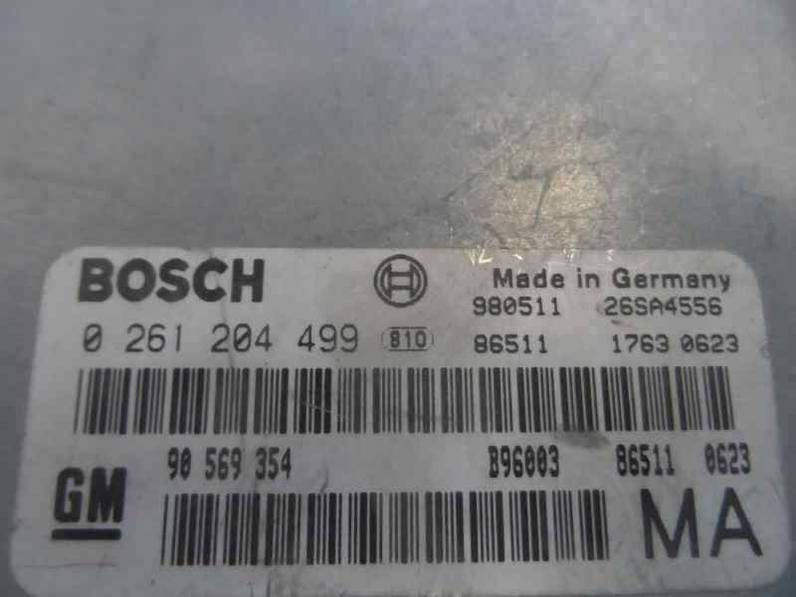 BOSCH Made in Germany
980511 26SA4556
0 261 204 499 810 86511 1763 0623
90 569 354 B96003 86511 0623
GM MA